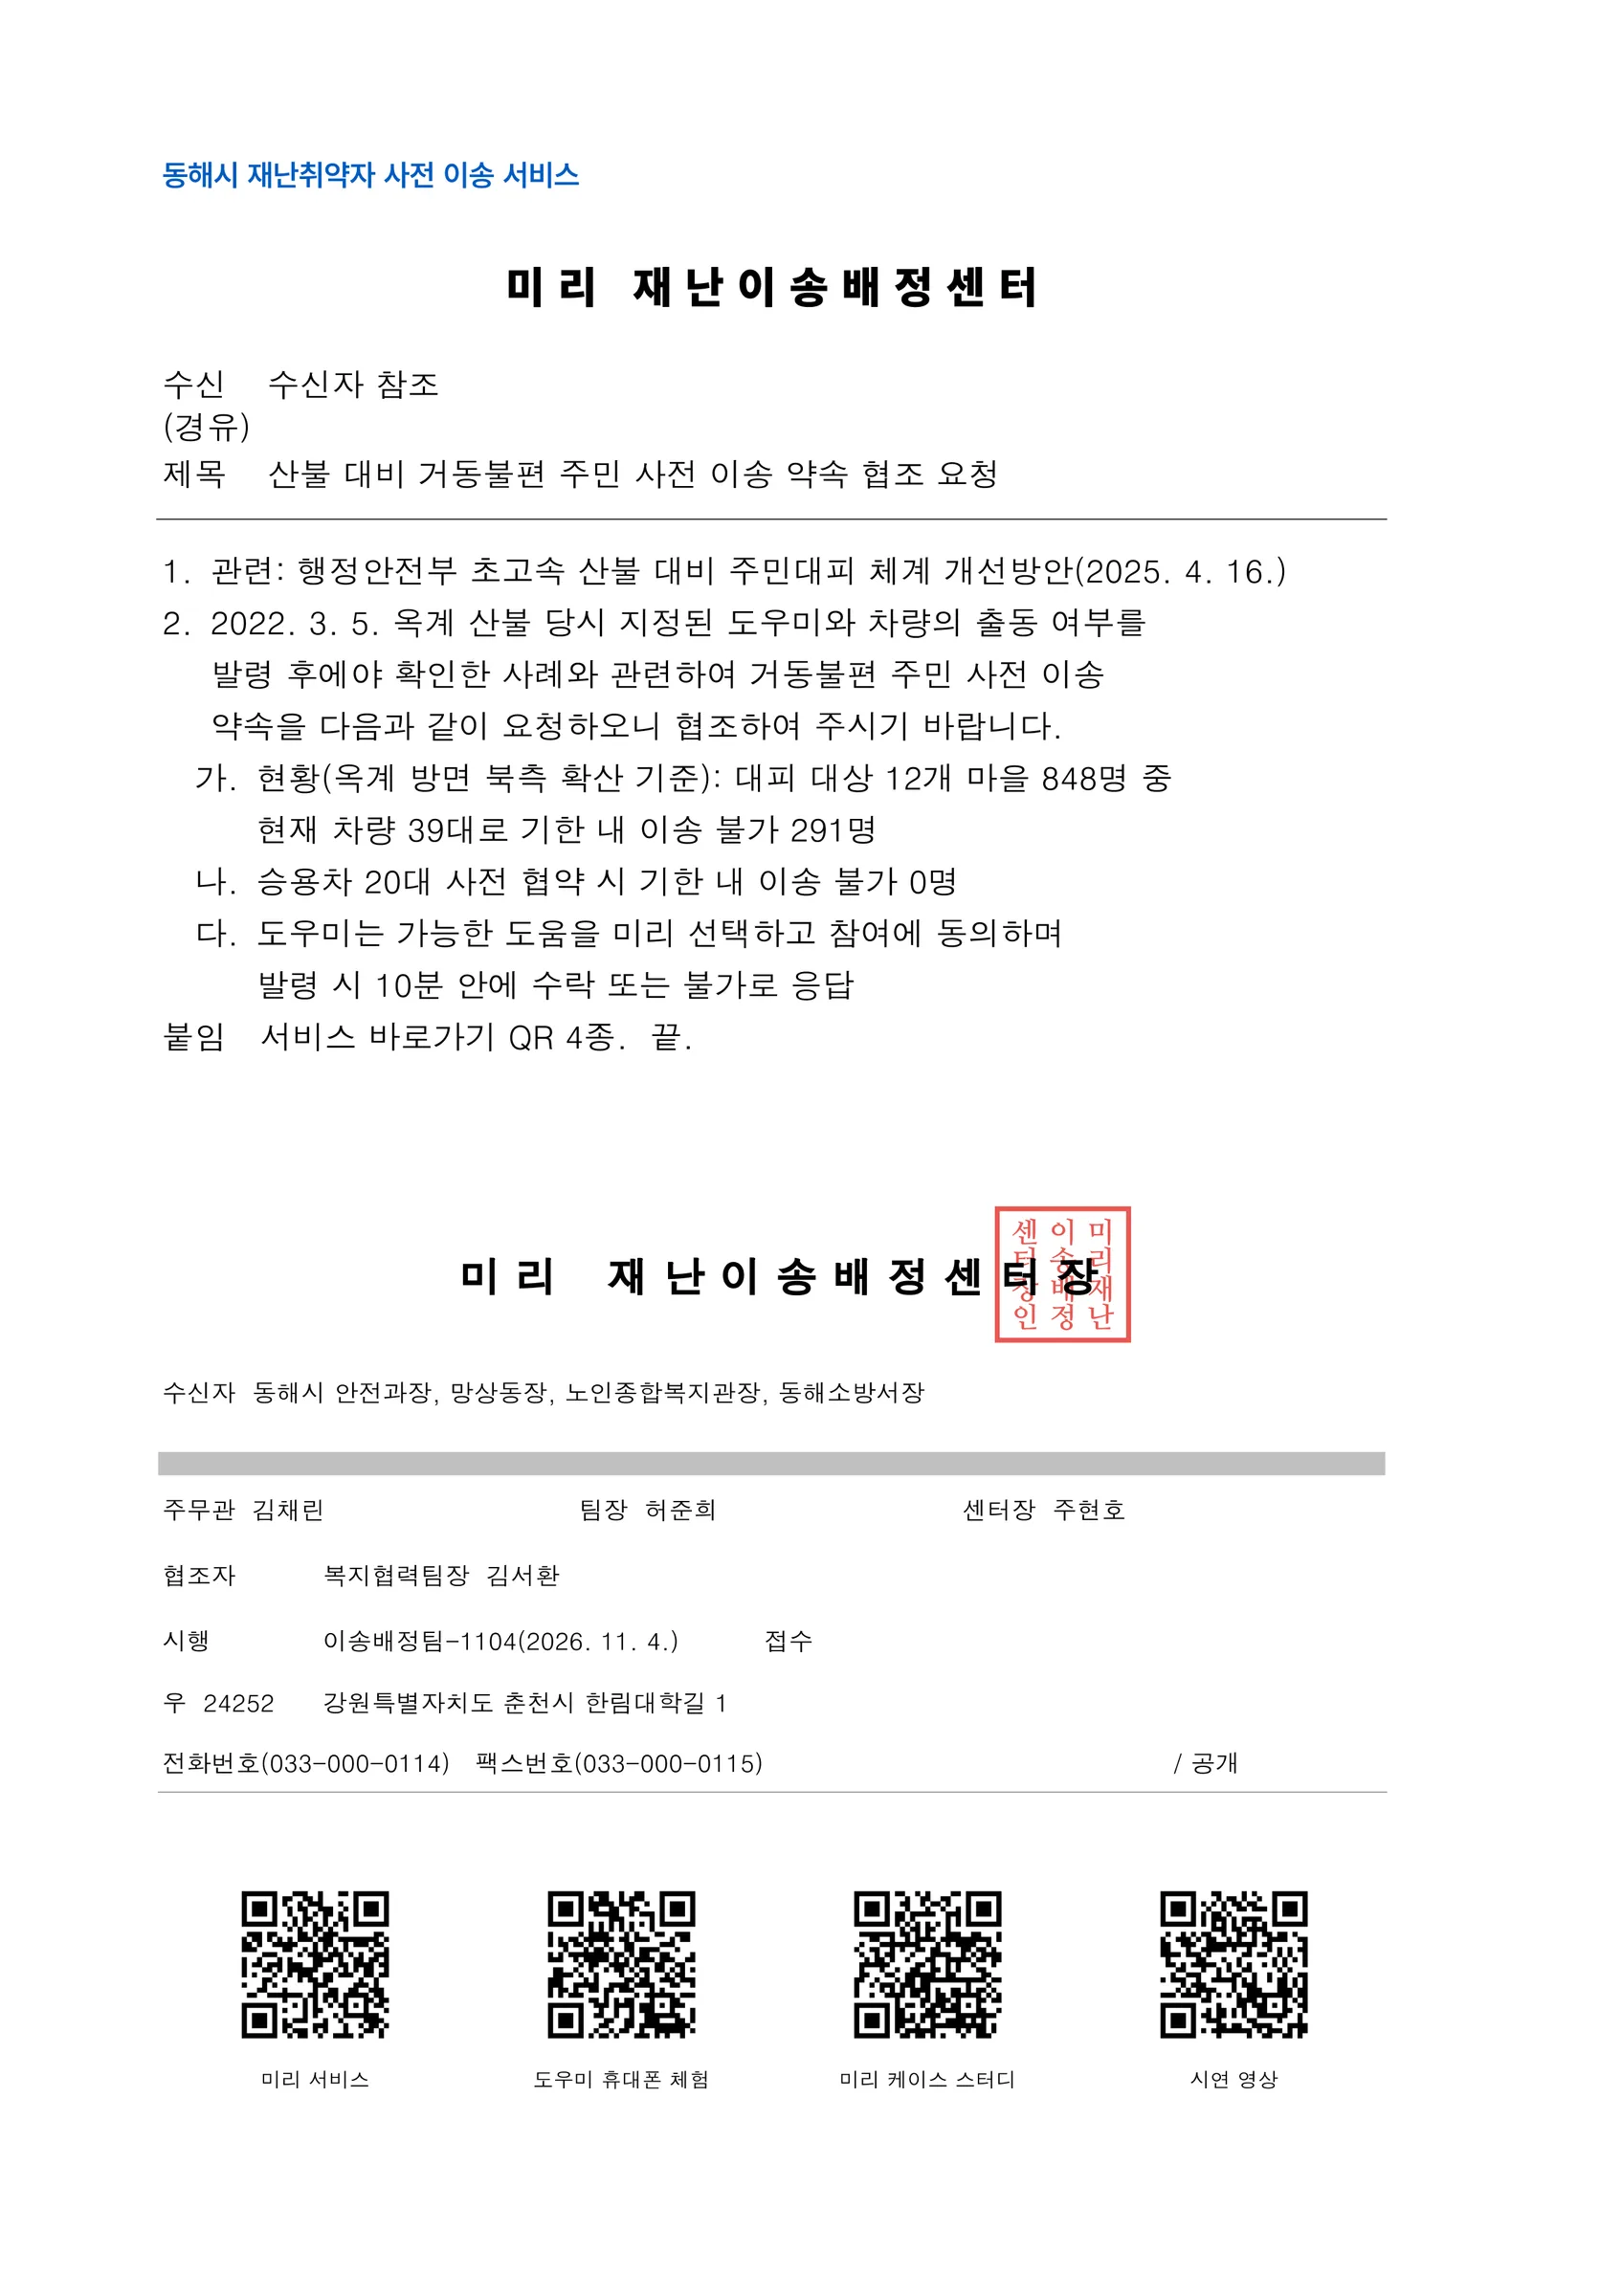 동해시 재난취약자 사전 이송 서비스
미리 재난이송배정센터
수신 수신자 참조
(경유)
제목 산불 대비 거동불편 주민 사전 이송 약속 협조 요청
1. 관련: 행정안전부 초고속 산불 대비 주민대피 체계 개선방안(2025. 4. 16.)
2. 2022. 3. 5. 옥계 산불 당시 지정된 도우미와 차량의 출동 여부를
발령 후에야 확인한 사례와 관련하여 거동불편 주민 사전 이송
약속을 다음과 같이 요청하오니 협조하여 주시기 바랍니다.
가. 현황(옥계 방면 북측 확산 기준): 대피 대상 12개 마을 848명 중
현재 차량 39대로 기한 내 이송 불가 291명
나. 승용차 20대 사전 협약 시 기한 내 이송 불가 0명
다. 도우미는 가능한 도움을 미리 선택하고 참여에 동의하며
발령 시 10분 안에 수락 또는 불가로 응답
붙임 서비스 바로가기 QR 4종. 끝.
미리 재난이송배정센터장
미리재난
이송배정
센터장인
수신자 동해시 안전과장, 망상동장, 노인종합복지관장, 동해소방서장
주무관 김채린 팀장 허준희 센터장 주현호
협조자 복지협력팀장 김서환
시행 이송배정팀-1104(2026. 11. 4.) 접수
우 24252 강원특별자치도 춘천시 한림대학길 1
전화번호(033-000-0114) 팩스번호(033-000-0115) / 공개
미리 서비스 도우미 휴대폰 체험 미리 케이스 스터디 시연 영상